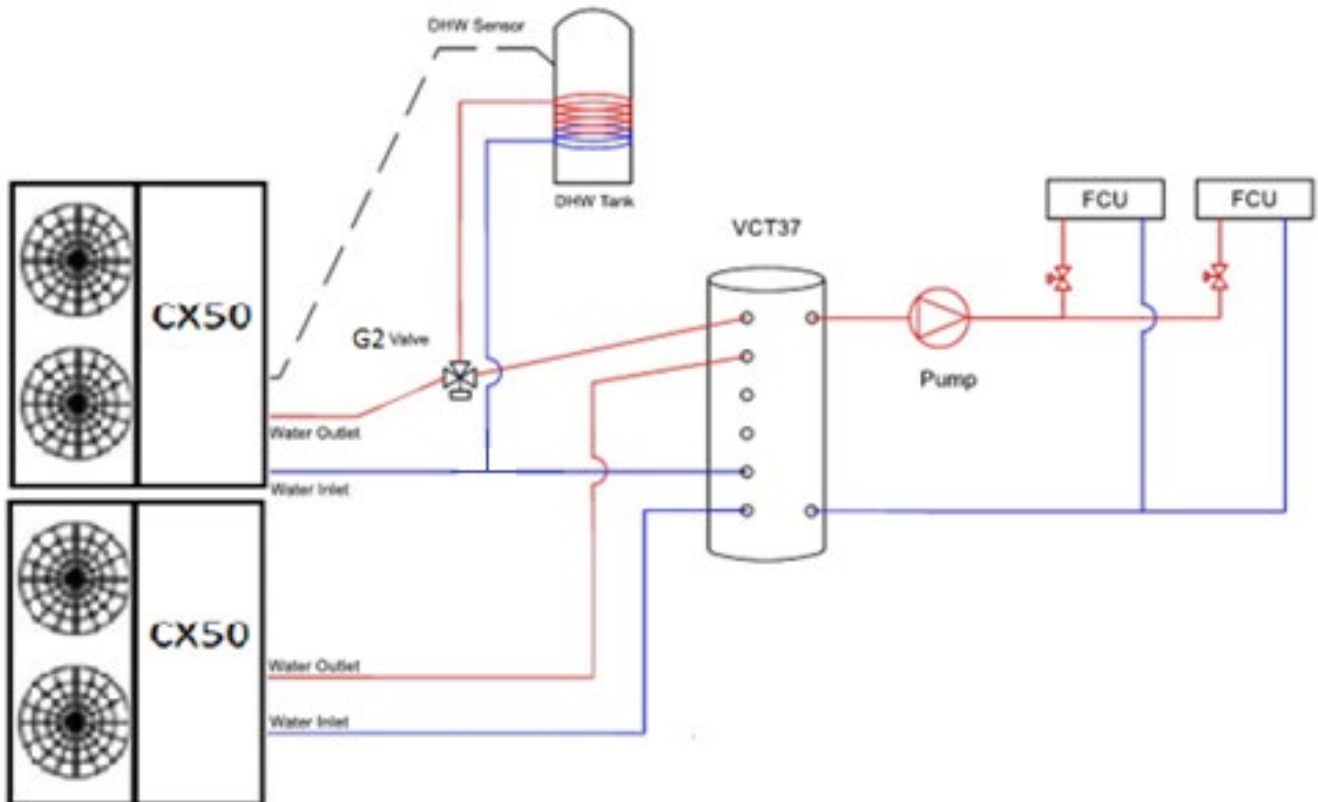 DHW Sensor
DHW Tank
FCU
FCU
VCT37
CX50
G2 Valve
Pump
Water Outlet
Water Inlet
CX50
Water Outlet
Water Inlet